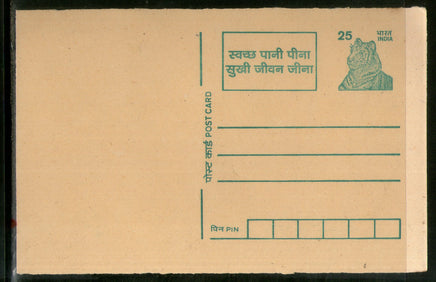 स्वच्छ पानी पीना
सुखी जीवन जीना
25 भारत
INDIA
पोस्ट कार्ड POST CARD
पिन PIN